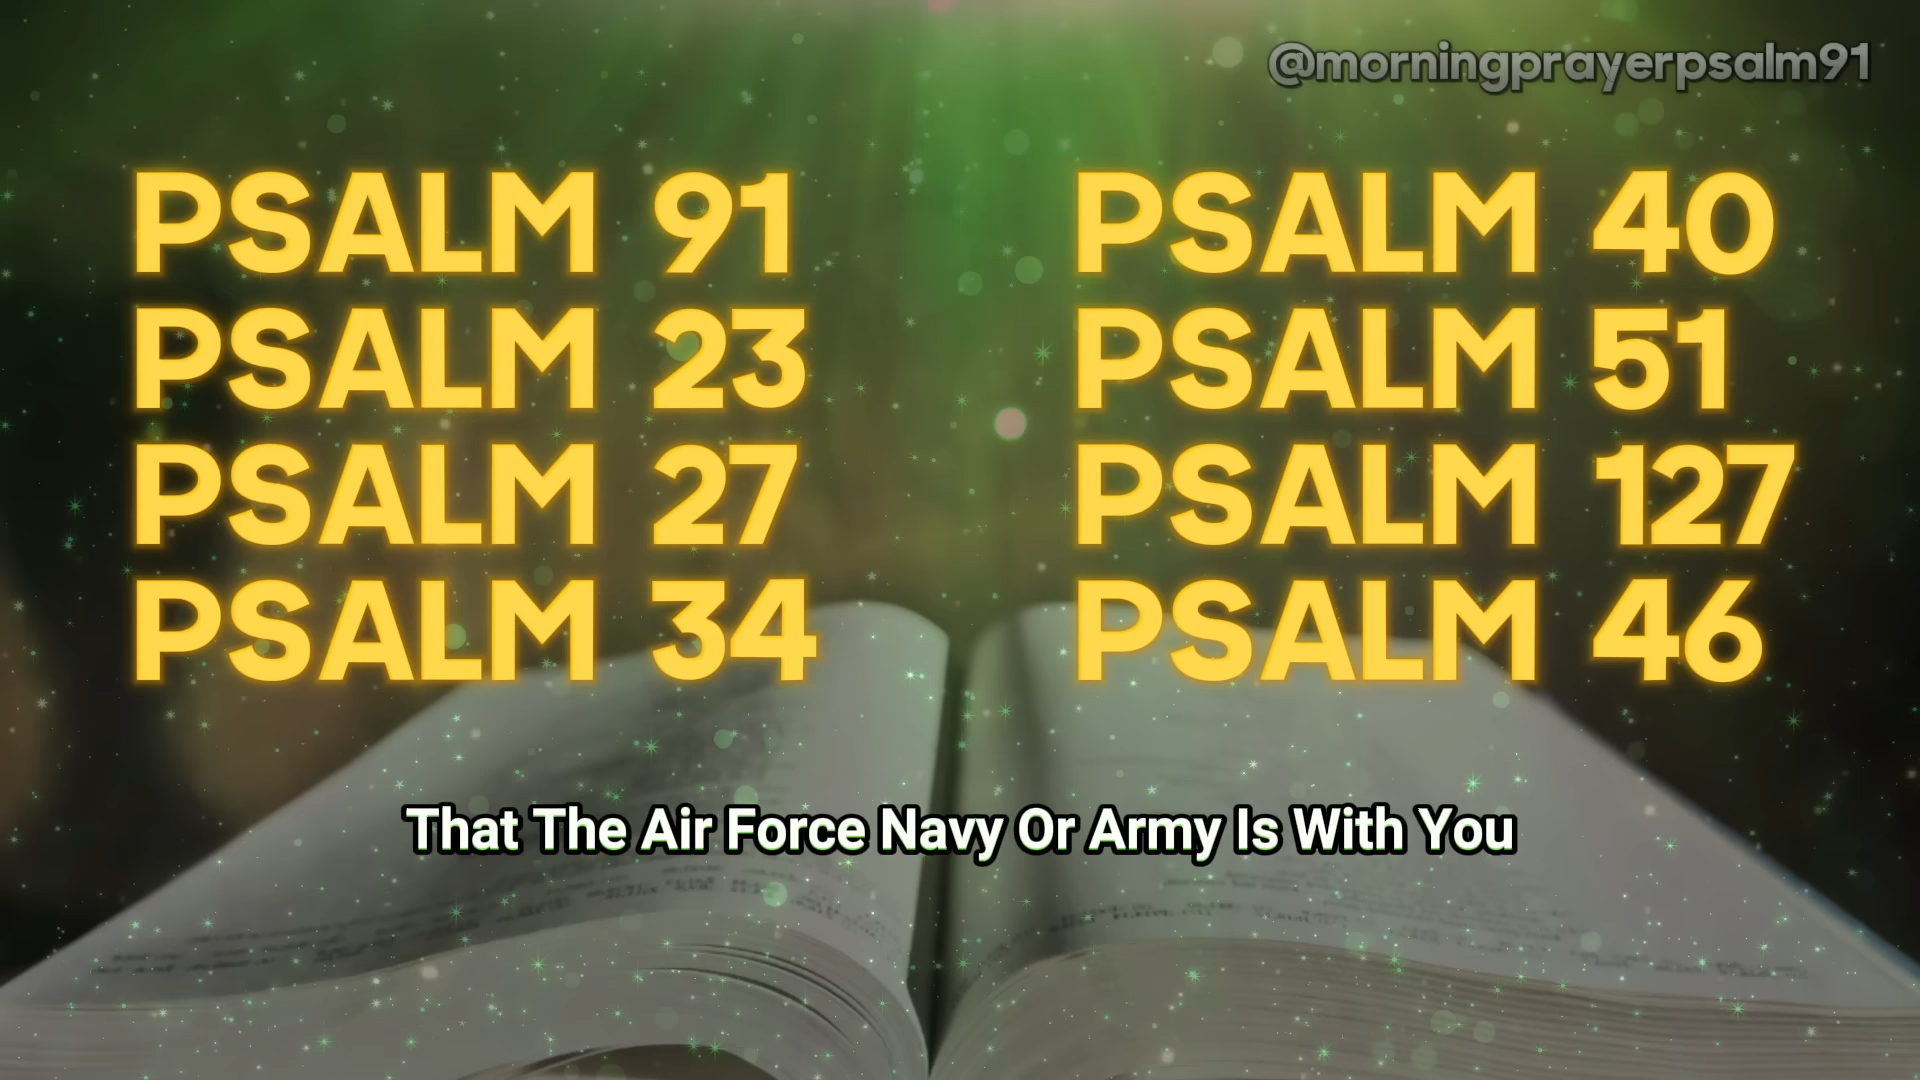 @morningprayerpsalm91
PSALM 91
PSALM 23
PSALM 27
PSALM 34
PSALM 40
PSALM 51
PSALM 127
PSALM 46
That The Air Force Navy Or Army Is With You